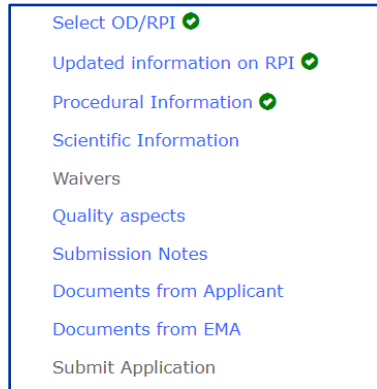 Select OD/RPI
Updated information on RPI
Procedural Information
Scientific Information
Waivers
Quality aspects
Submission Notes
Documents from Applicant
Documents from EMA
Submit Application